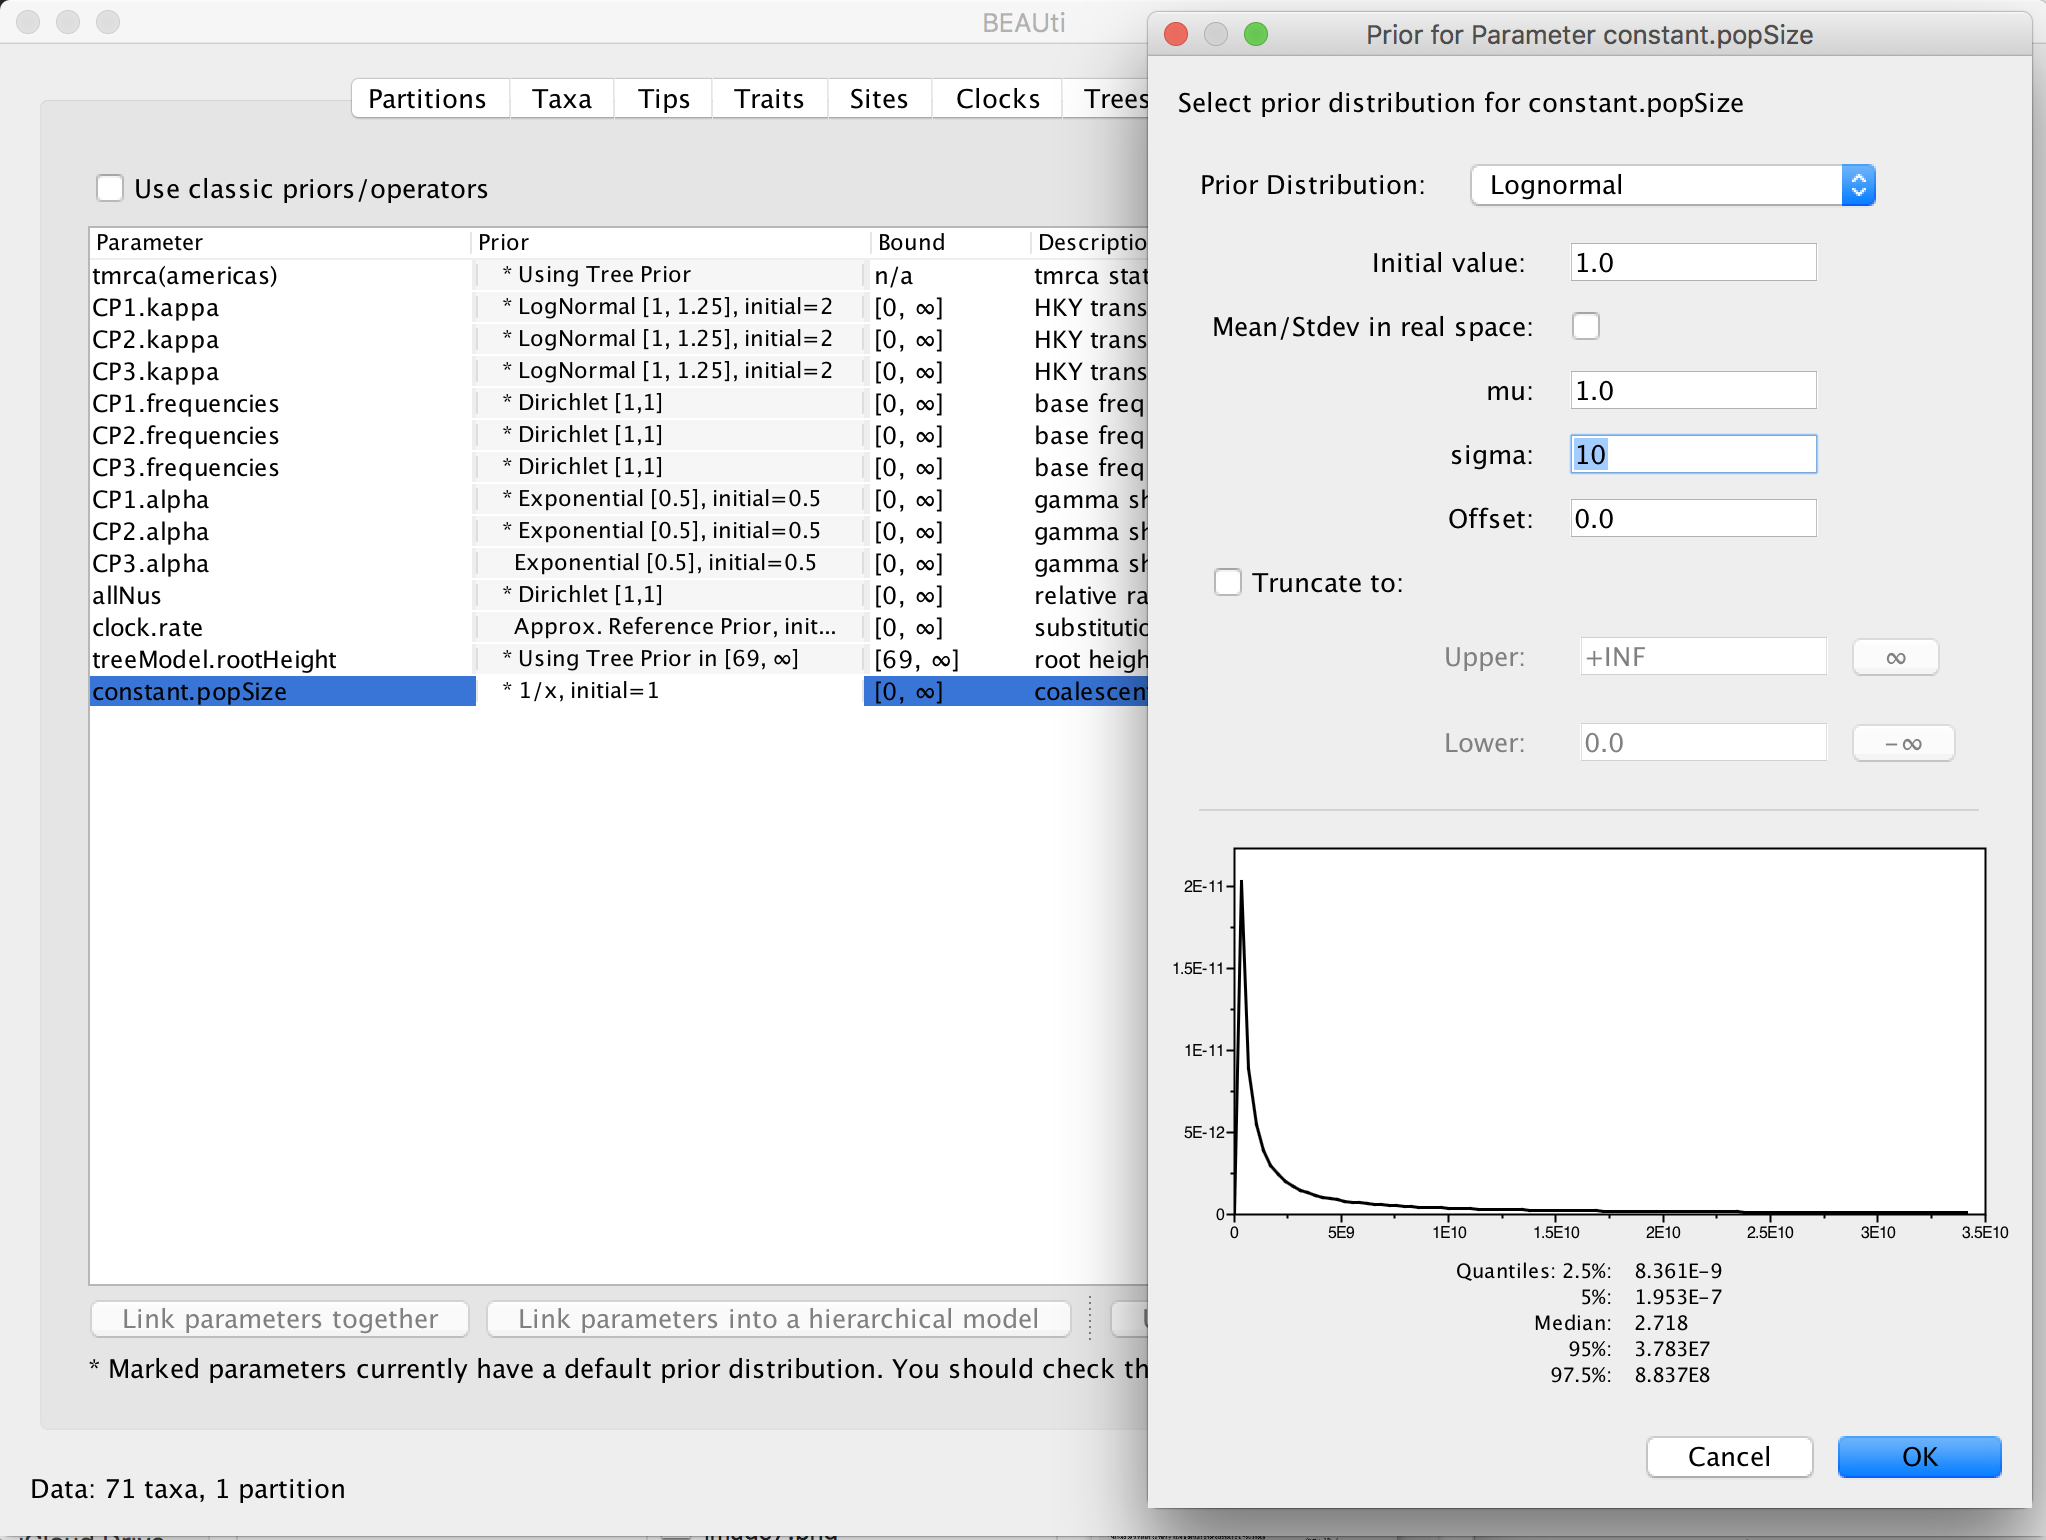 BEAUti
Partitions Taxa Tips Traits Sites Clocks Trees
Use classic priors/operators
Parameter Prior Bound Descriptio
tmrca(americas) * Using Tree Prior n/a tmrca stat
CP1.kappa * LogNormal [1, 1.25], initial=2 [0, ∞] HKY trans
CP2.kappa * LogNormal [1, 1.25], initial=2 [0, ∞] HKY trans
CP3.kappa * LogNormal [1, 1.25], initial=2 [0, ∞] HKY trans
CP1.frequencies * Dirichlet [1,1] [0, ∞] base freq
CP2.frequencies * Dirichlet [1,1] [0, ∞] base freq
CP3.frequencies * Dirichlet [1,1] [0, ∞] base freq
CP1.alpha * Exponential [0.5], initial=0.5 [0, ∞] gamma sh
CP2.alpha * Exponential [0.5], initial=0.5 [0, ∞] gamma sh
CP3.alpha Exponential [0.5], initial=0.5 [0, ∞] gamma sh
allNus * Dirichlet [1,1] [0, ∞] relative ra
clock.rate Approx. Reference Prior, init... [0, ∞] substitutio
treeModel.rootHeight * Using Tree Prior in [69, ∞] [69, ∞] root heigh
constant.popSize * 1/x, initial=1 [0, ∞] coalescen
Link parameters together Link parameters into a hierarchical model
* Marked parameters currently have a default prior distribution. You should check th
Data: 71 taxa, 1 partition
Prior for Parameter constant.popSize
Select prior distribution for constant.popSize
Prior Distribution: Lognormal
Initial value: 1.0
Mean/Stdev in real space:
mu: 1.0
sigma: 10
Offset: 0.0
Truncate to:
Upper: +INF ∞
Lower: 0.0 -∞
2E-11
1.5E-11
1E-11
5E-12
0
0 5E9 1E10 1.5E10 2E10 2.5E10 3E10 3.5E10
Quantiles: 2.5%: 8.361E-9
5%: 1.953E-7
Median: 2.718
95%: 3.783E7
97.5%: 8.837E8
Cancel OK